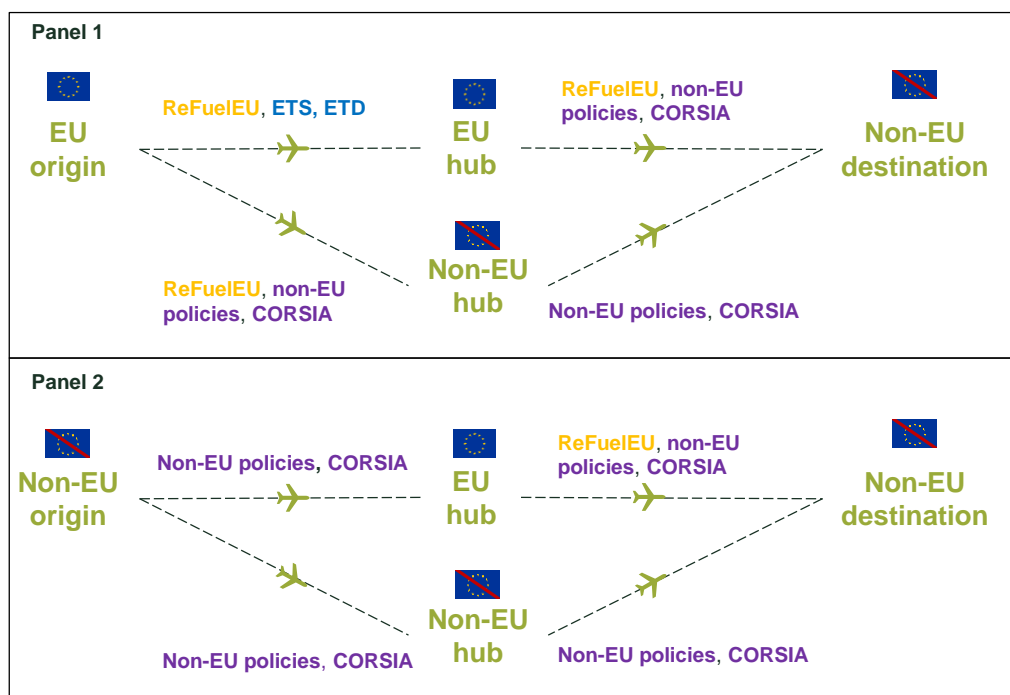 Panel 1
EU
origin
ReFuelEU, ETS, ETD
EU
hub
ReFuelEU, non-EU
policies, CORSIA
Non-EU
destination
ReFuelEU, non-EU
policies, CORSIA
Non-EU
hub
Non-EU policies, CORSIA
Panel 2
Non-EU
origin
Non-EU policies, CORSIA
EU
hub
ReFuelEU, non-EU
policies, CORSIA
Non-EU
destination
Non-EU policies, CORSIA
Non-EU
hub
Non-EU policies, CORSIA